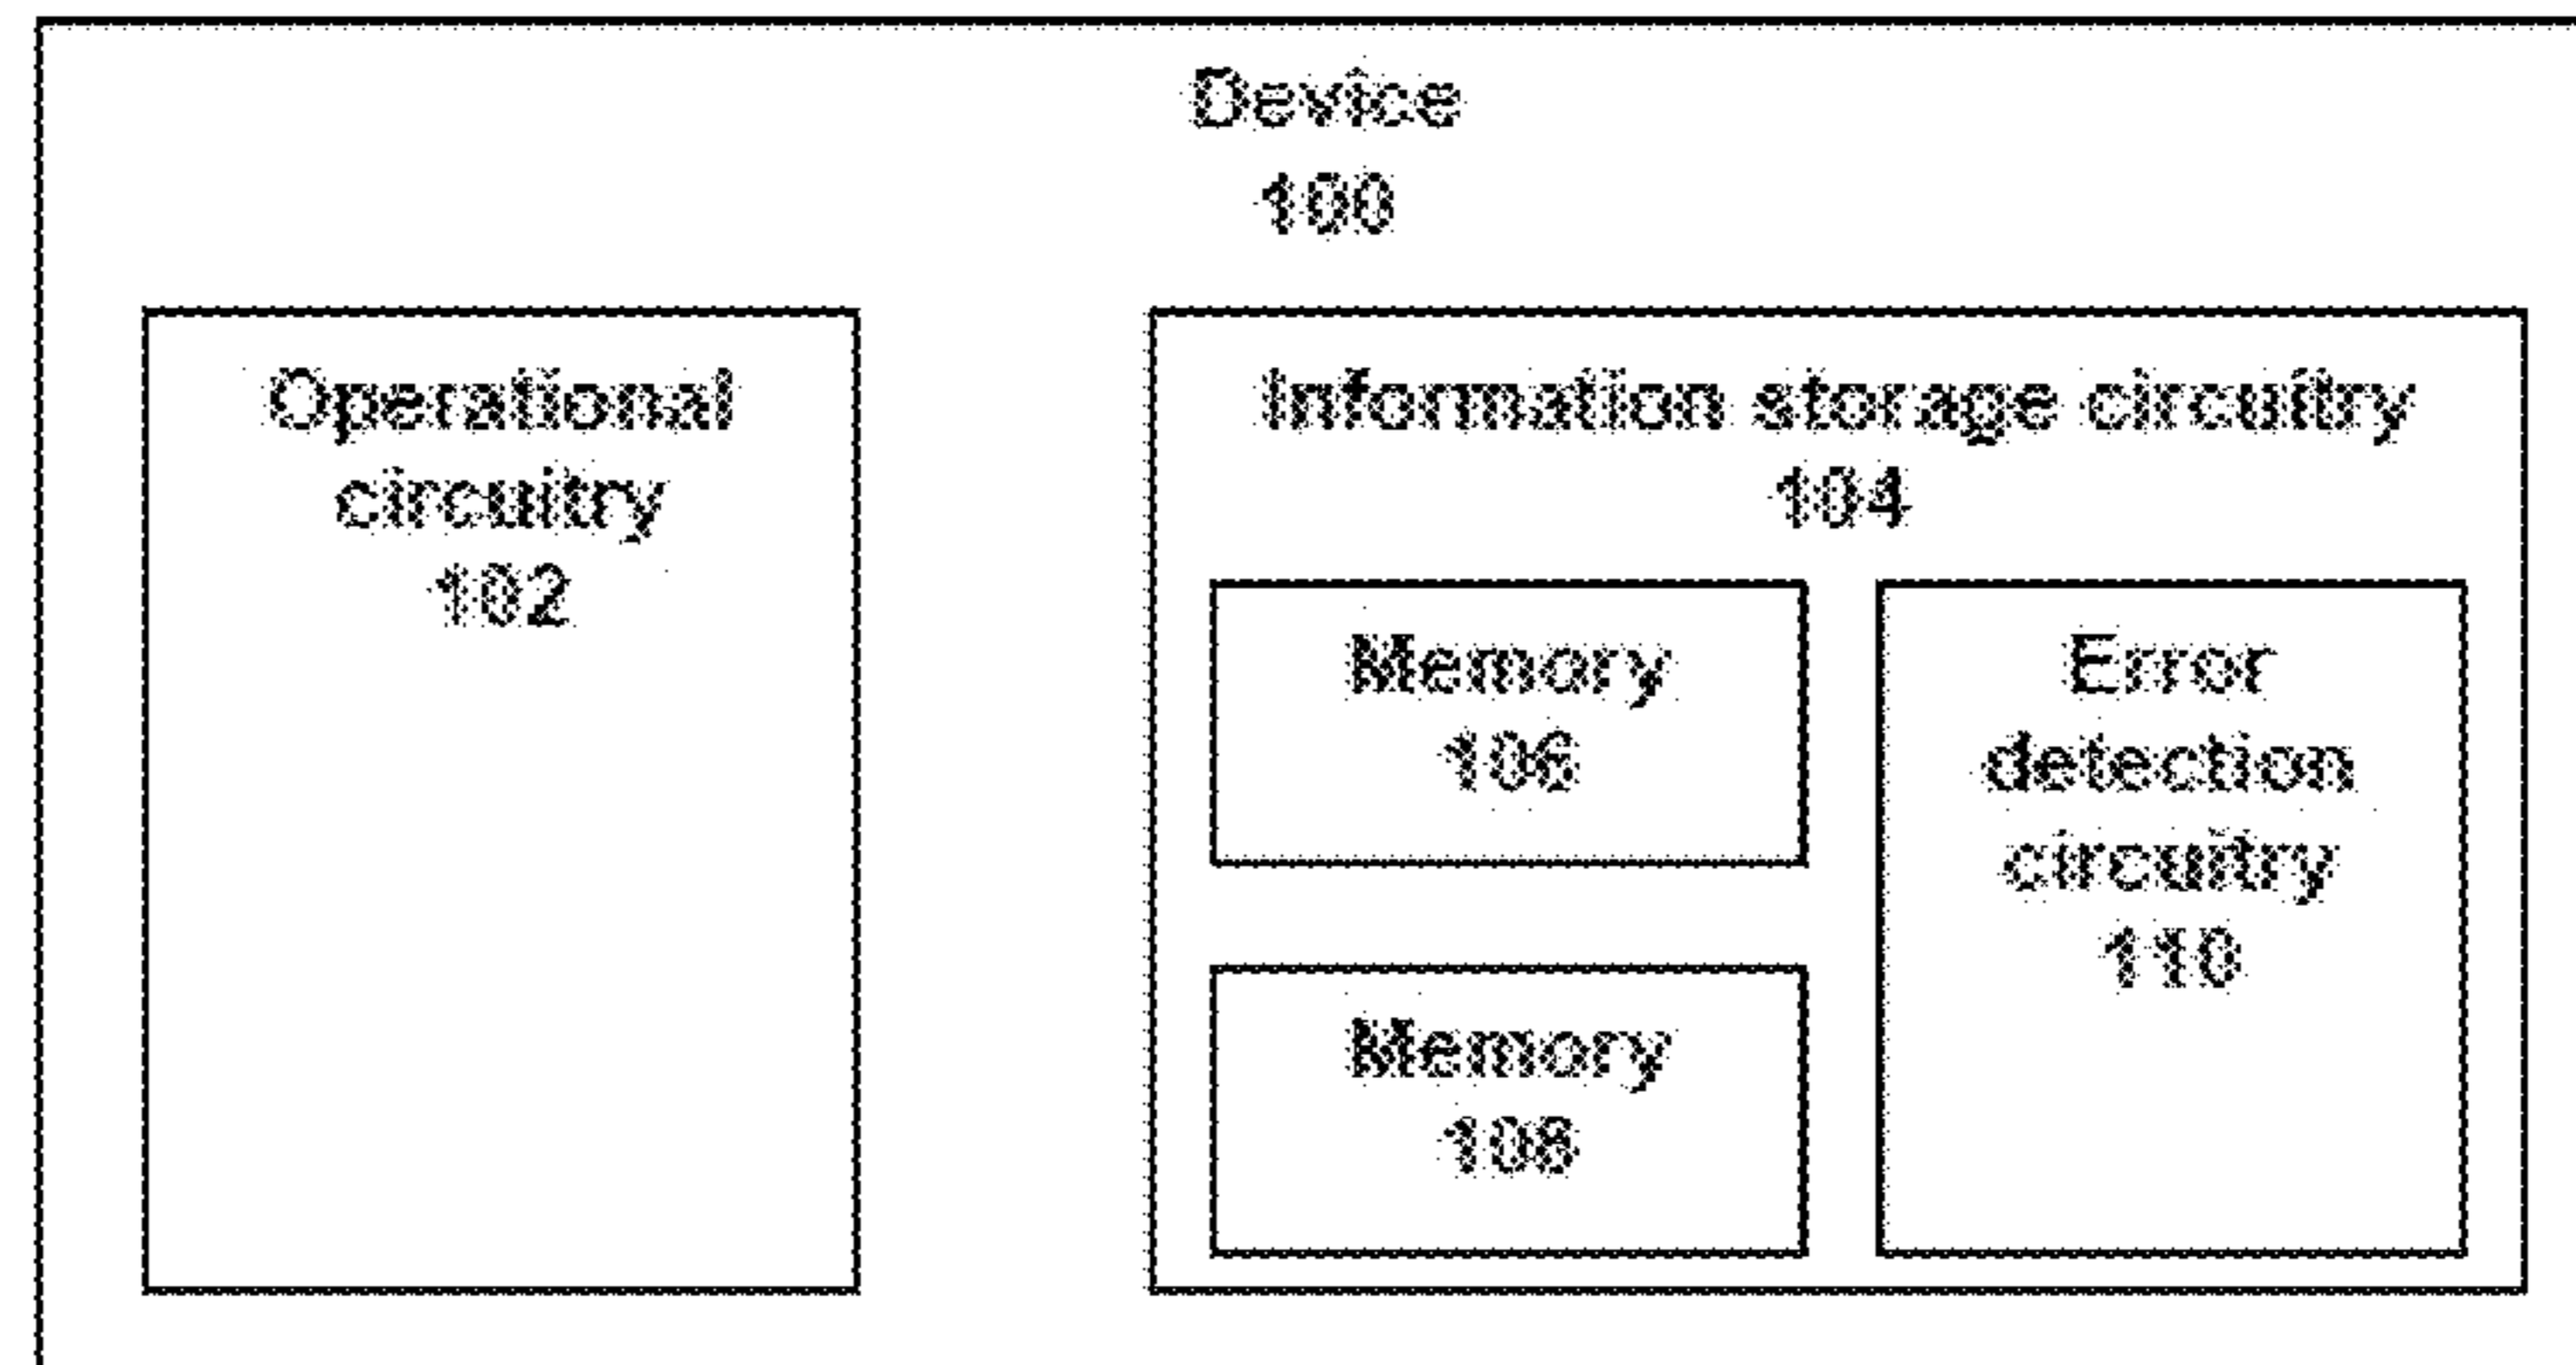 Device
100
Operational
circuitry
102
Information storage circuitry
104
Memory
106
Memory
108
Error
detection
circuitry
110